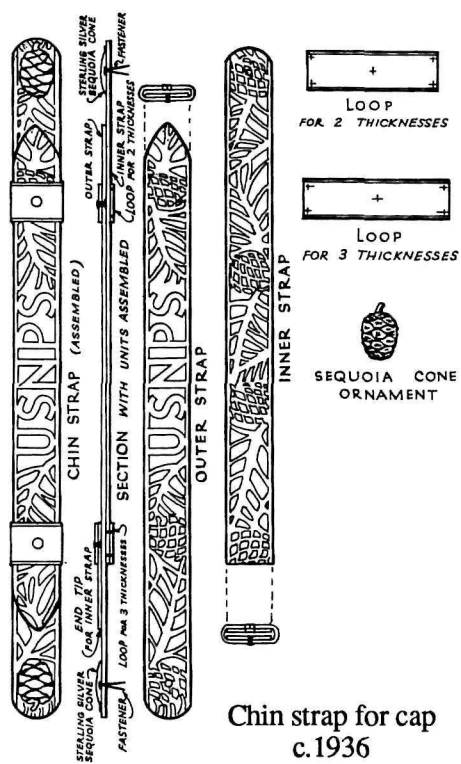 USNPS
CHIN STRAP (ASSEMBLED)
STERLING SILVER
SEQUOIA CONE
FASTENER
OUTER STRAP
INNER STRAP
LOOP FOR 2 THICKNESSES
SECTION WITH UNITS ASSEMBLED
END TIP
FOR INNER STRAP
LOOP FOR 3 THICKNESSES
STERLING SILVER
SEQUOIA CONE
FASTENER
USNPS
OUTER STRAP
INNER STRAP
LOOP
FOR 2 THICKNESSES
LOOP
FOR 3 THICKNESSES
SEQUOIA CONE
ORNAMENT
Chin strap for cap
c.1936